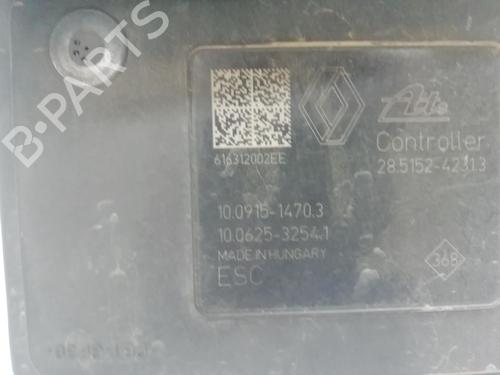 B-PARTS
Ate
Controller
616312002EE
28.5152-4231.3
10.0915-1470.3
10.0625-3254.1
MADE IN HUNGARY
ESC
368